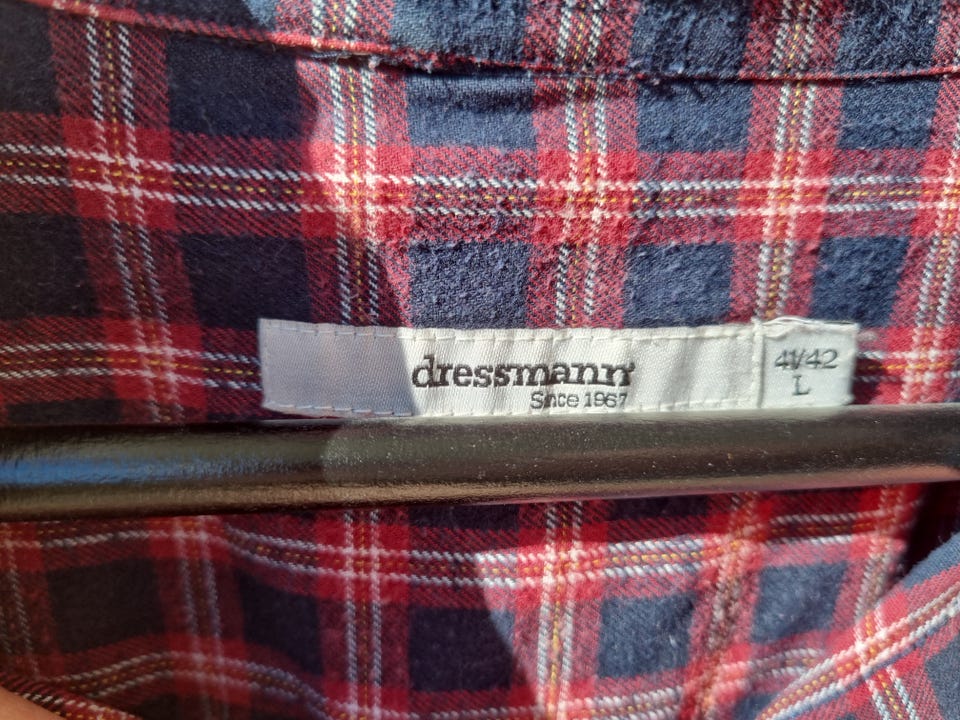 dressmann
Since 1967
41/42
L